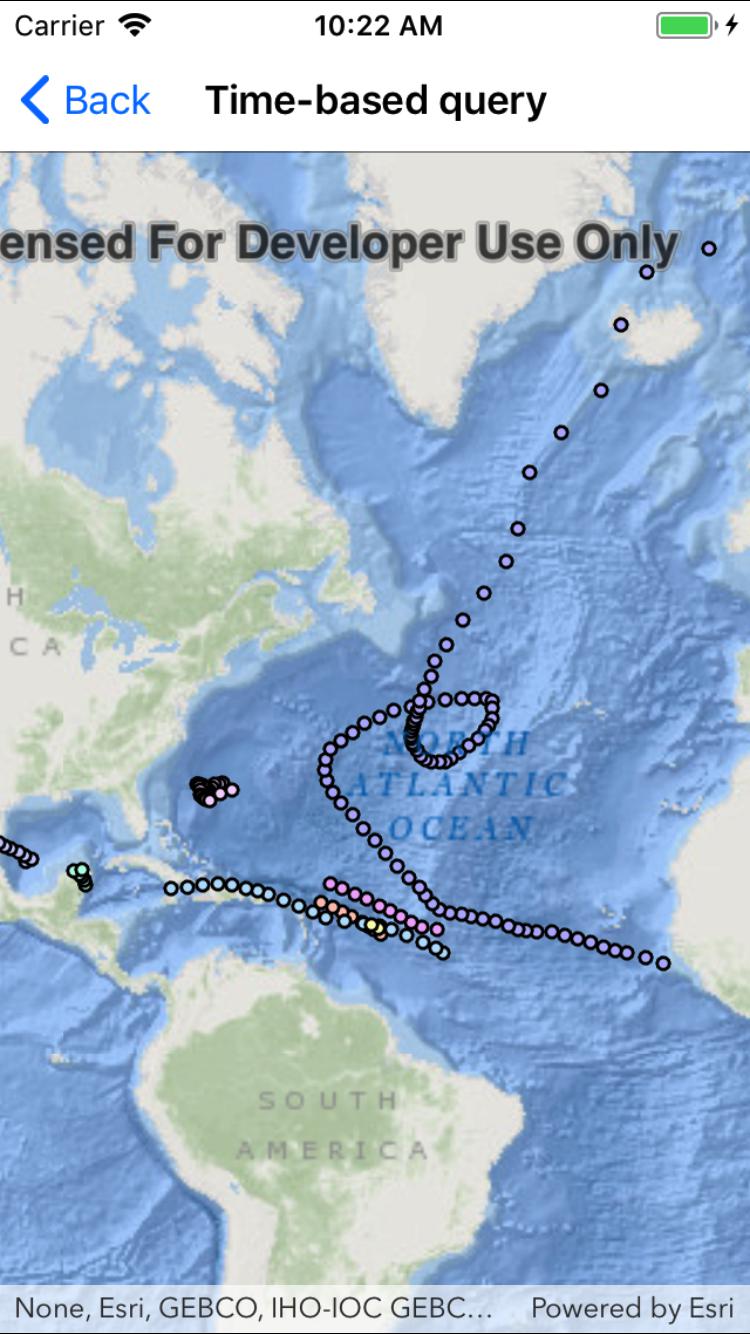 Carrier 10:22 AM
Back Time-based query
ensed For Developer Use Only
H
C A
NORTH
ATLANTIC
OCEAN
SOUTH
AMERICA
None, Esri, GEBCO, IHO-IOC GEBC... Powered by Esri